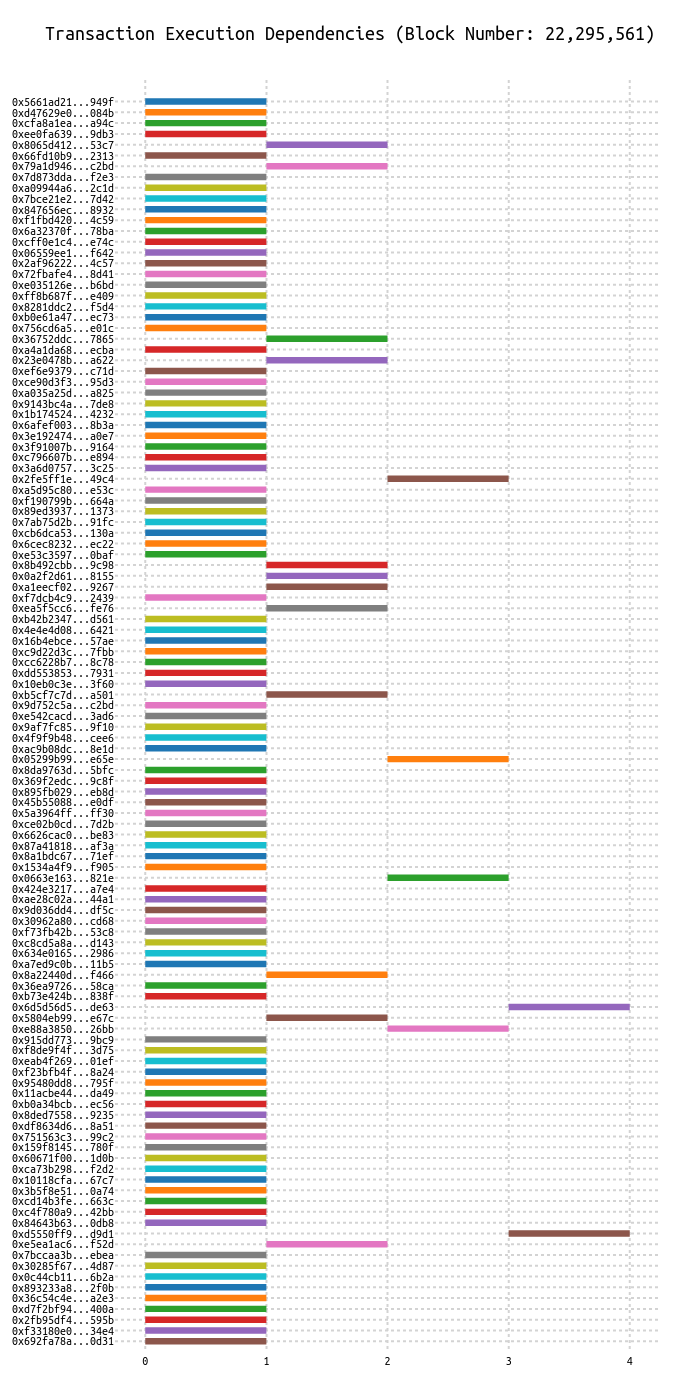 Transaction Execution Dependencies (Block Number: 22,295,561)
0x5661ad21...949f
0xd47629e0...084b
0xcfa8a1ea...a94c
0xee0fa639...9db3
0x8065d412...53c7
0x66fd10b9...2313
0x79a1d946...c2bd
0x7d873dda...f2e3
0xa09944a6...2c1d
0x7bce21e2...7d42
0x847656ec...8932
0xf1fbd420...4c59
0x6a32370f...78ba
0xcff0e1c4...e74c
0x06559ee1...f642
0x2af96222...4c57
0x72fbafe4...8d41
0xe035126e...b6bd
0xff8b687f...e409
0x8281ddc2...f5d4
0xb0e61a47...ec73
0x756cd6a5...e01c
0x36752ddc...7865
0xa4a1da68...ecba
0x23e0478b...a622
0xef6e9379...c71d
0xce90d3f3...95d3
0xa035a25d...a825
0x9143bc4a...7de8
0x1b174524...4232
0x6afef003...8b3a
0x3e192474...a0e7
0x3f91007b...9164
0xc796607b...e894
0x3a6d0757...3c25
0x2fe5ff1e...49c4
0xa5d95c80...e53c
0xf190799b...664a
0x89ed3937...1373
0x7ab75d2b...91fc
0xcb6dca53...130a
0x6cec8232...ec22
0xe53c3597...0baf
0x8b492cbb...9c98
0x0a2f2d61...8155
0xa1eecf02...9267
0xf7dcb4c9...2439
0xea5f5cc6...fe76
0xb42b2347...d561
0x4e4e4d08...6421
0x16b4ebce...57ae
0xc9d22d3c...7fbb
0xcc6228b7...8c78
0xdd553853...7931
0x10eb0c3e...3f60
0xb5cf7c7d...a501
0x9d752c5a...c2bd
0xe542cacd...3ad6
0x9af7fc85...9f10
0x4f9f9b48...cee6
0xac9b08dc...8e1d
0x05299b99...e65e
0x8da9763d...5bfc
0x369f2edc...9c8f
0x895fb029...eb8d
0x45b55088...e0df
0x5a3964ff...ff30
0xce02b0cd...7d2b
0x6626cac0...be83
0x87a41818...af3a
0x8a1bdc67...71ef
0x1534a4f9...f905
0x0663e163...821e
0x424e3217...a7e4
0xae28c02a...44a1
0x9d036dd4...df5c
0x30962a80...cd68
0xf73fb42b...53c8
0xc8cd5a8a...d143
0x634e0165...2986
0xa7ed9c0b...11b5
0x8a22440d...f466
0x36ea9726...58ca
0xb73e424b...838f
0x6d5d56d5...de63
0x5804eb99...e67c
0xe88a3850...26bb
0x915dd773...9bc9
0xf8de9f4f...3d75
0xeab4f269...01ef
0xf23bfb4f...8a24
0x95480dd8...795f
0x11acbe44...da49
0xb0a34bcb...ec56
0x8ded7558...9235
0xdf8634d6...8a51
0x751563c3...99c2
0x159f8145...780f
0x60671f00...1d0b
0xca73b298...f2d2
0x10118cfa...67c7
0x3b5f8e51...0a74
0xcd14b3fe...663c
0xc4f780a9...42bb
0x84643b63...0db8
0xd5550ff9...d9d1
0xe5ea1ac6...f52d
0x7bccaa3b...ebea
0x30285f67...4d87
0x0c44cb11...6b2a
0x893233a8...2f0b
0x36c54c4e...a2e3
0xd7f2bf94...400a
0x2fb95df4...595b
0xf33180e0...34e4
0x692fa78a...0d31
0 1 2 3 4